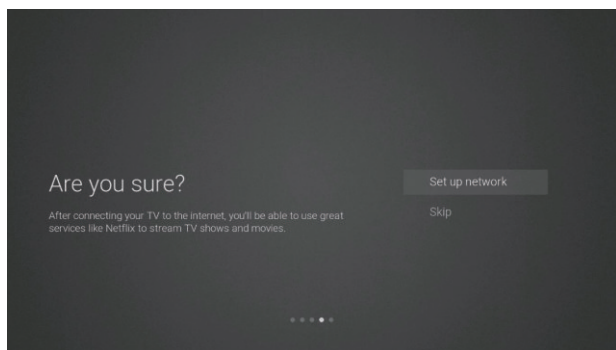 Are you sure?
After connecting your TV to the internet, you'll be able to use great
services like Netflix to stream TV shows and movies.
Set up network
Skip